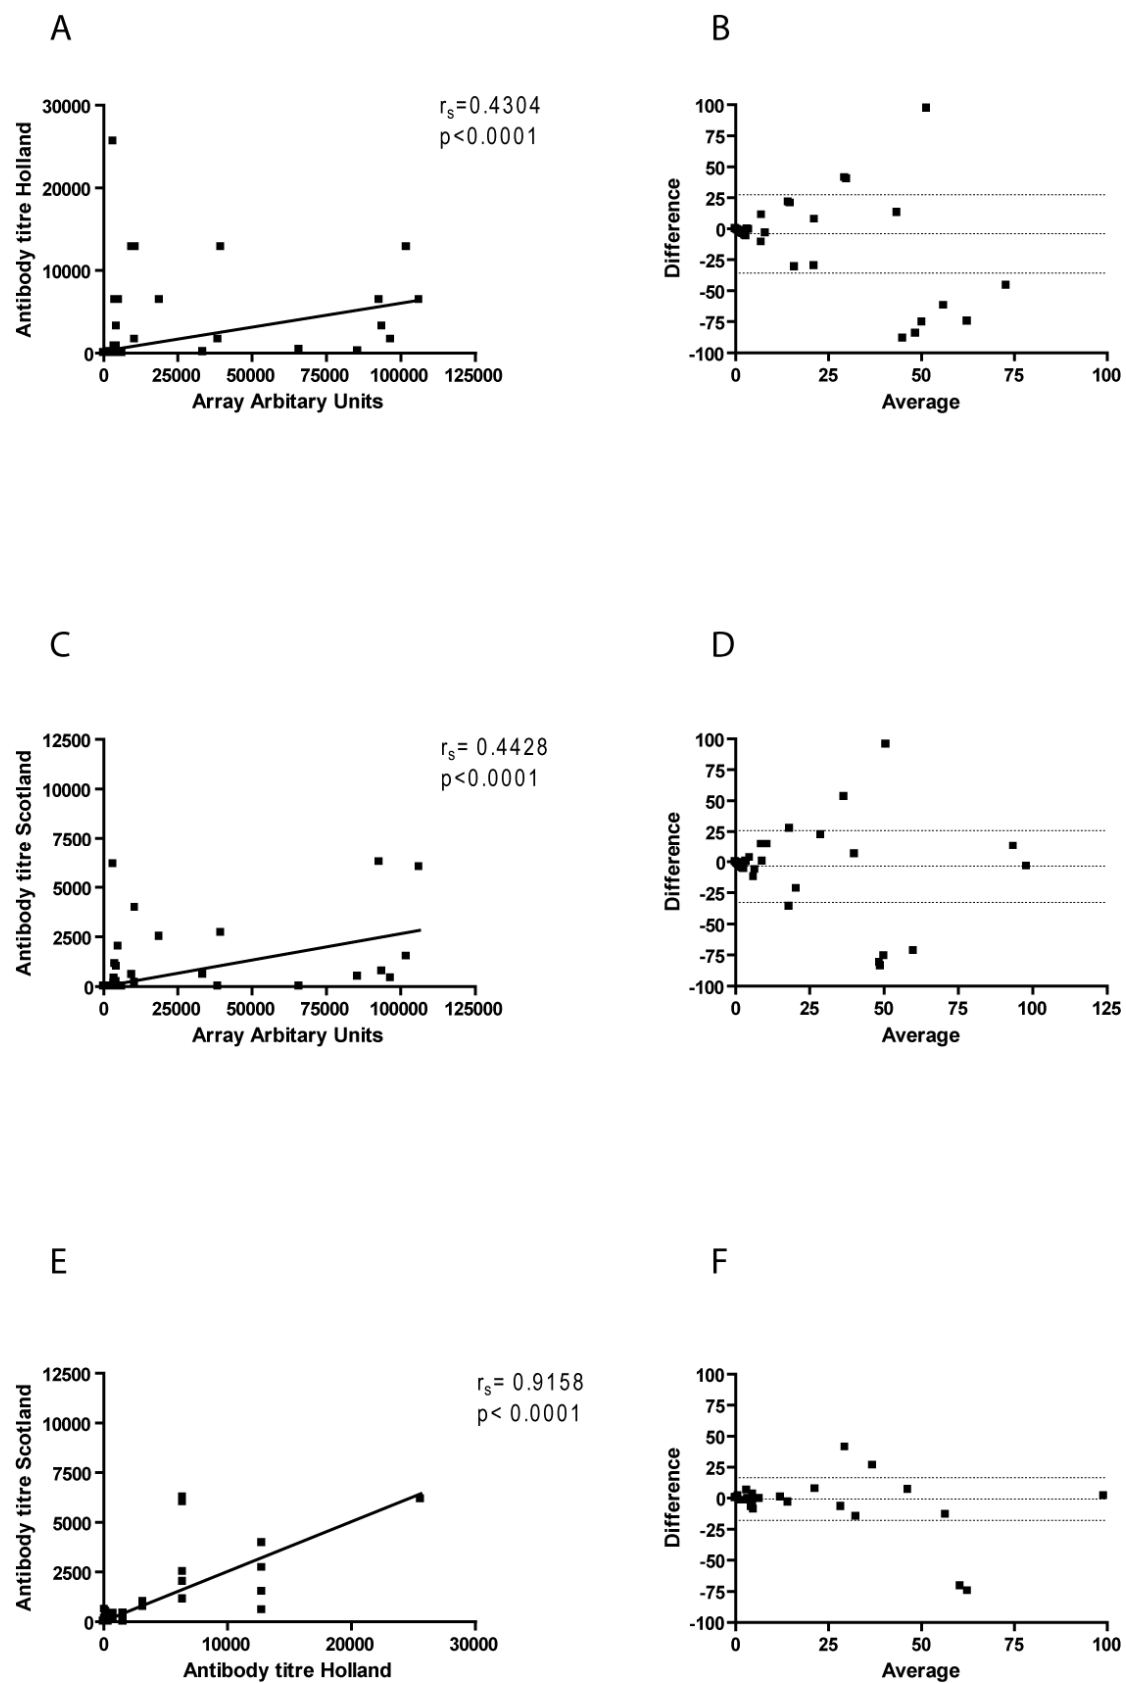 A
B
rs=0.4304
p<0.0001
Antibody titre Holland
30000
20000
10000
0
0 25000 50000 75000 100000 125000
Array Arbitary Units
Difference
100
75
50
25
0
-25
-50
-75
-100
0 25 50 75 100
Average
C
D
rs= 0.4428
p<0.0001
Antibody titre Scotland
12500
10000
7500
5000
2500
0
0 25000 50000 75000 100000 125000
Array Arbitary Units
Difference
100
75
50
25
0
-25
-50
-75
-100
0 25 50 75 100 125
Average
E
F
rs= 0.9158
p< 0.0001
Antibody titre Scotland
12500
10000
7500
5000
2500
0
0 10000 20000 30000
Antibody titre Holland
Difference
100
75
50
25
0
-25
-50
-75
-100
0 25 50 75 100
Average